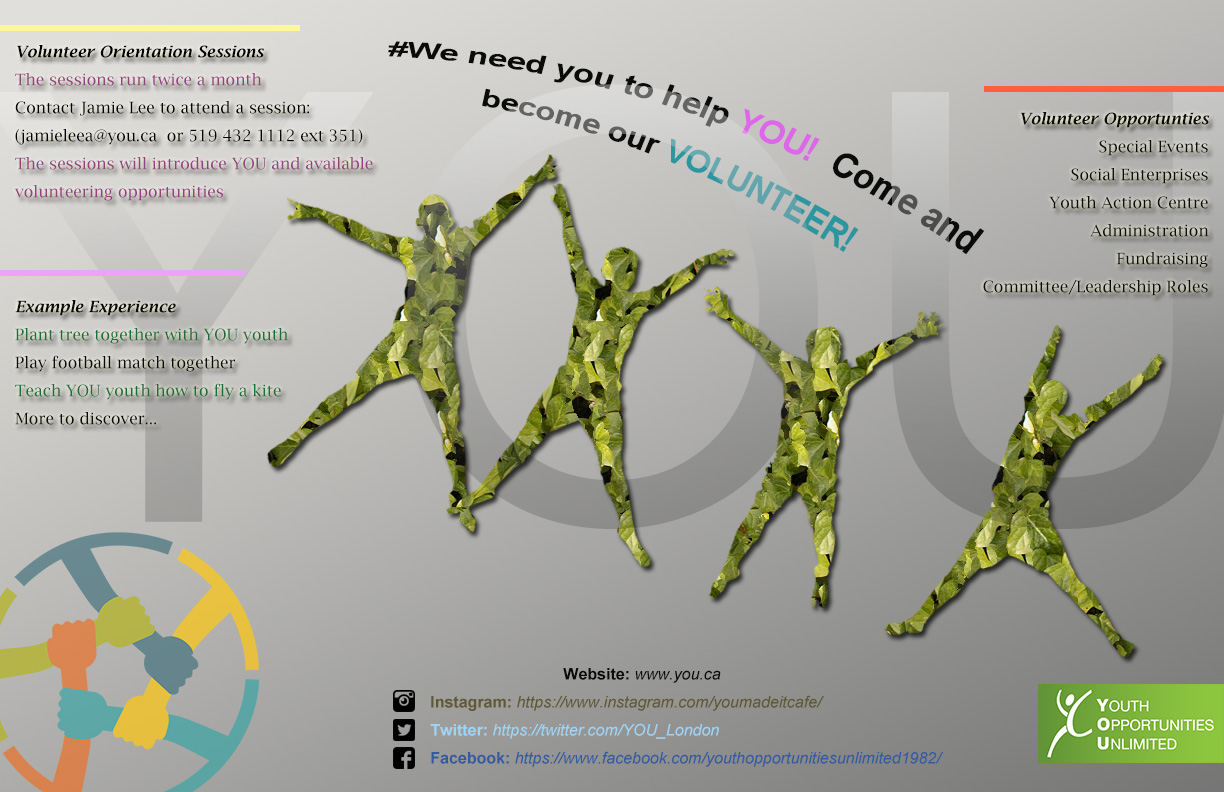 Volunteer Orientation Sessions
The sessions run twice a month
Contact Jamie Lee to attend a session:
(jamieleea@you.ca or 519 432 1112 ext 351)
The sessions will introduce YOU and available
volunteering opportunities
Example Experience
Plant tree together with YOU youth
Play football match together
Teach YOU youth how to fly a kite
More to discover...
#We need you to help YOU! Come and
become our VOLUNTEER!
YOU
Volunteer Opportunties
Special Events
Social Enterprises
Youth Action Centre
Administration
Fundraising
Committee/Leadership Roles
Website: www.you.ca
Instagram: https://www.instagram.com/youmadeitcafe/
Twitter: https://twitter.com/YOU_London
Facebook: https://www.facebook.com/youthopportunitiesunlimited1982/
YOUTH
OPPORTUNITIES
UNLIMITED